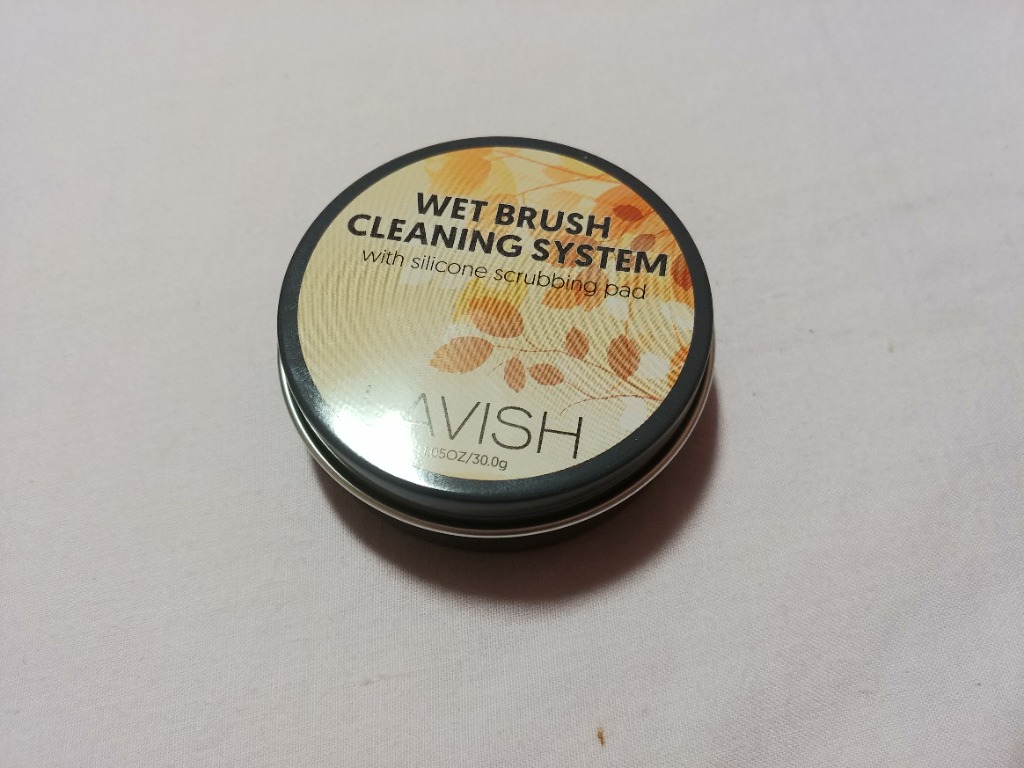 WET BRUSH
CLEANING SYSTEM
with silicone scrubbing pad
AVISH
.05OZ/30.0g